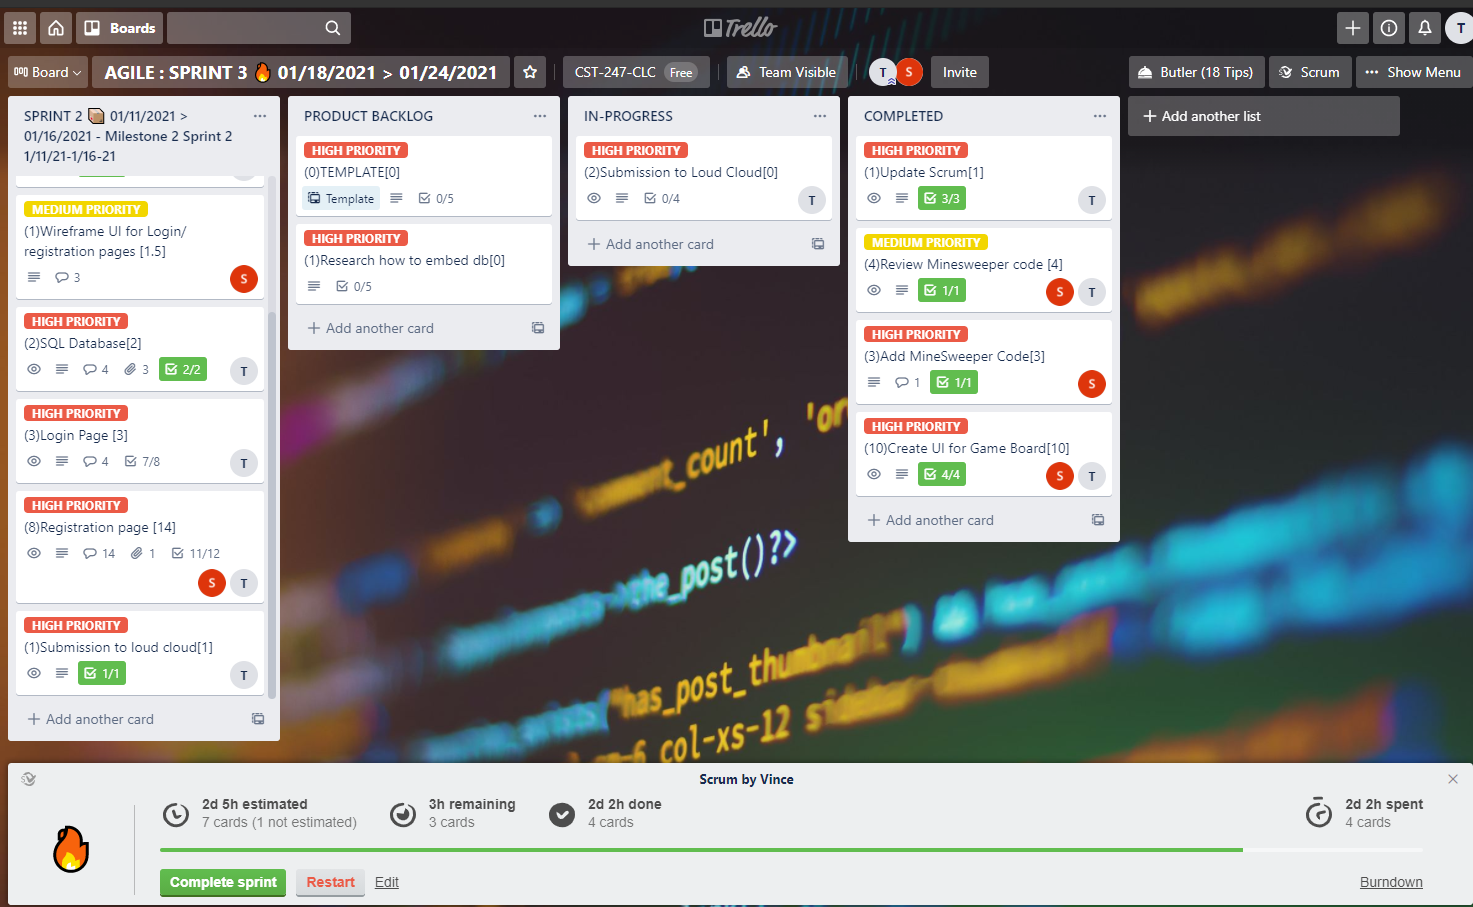 Boards
Trello
T
Board
AGILE : SPRINT 3 🔥 01/18/2021 > 01/24/2021
CST-247-CLC Free
Team Visible
T S
Invite
Butler (18 Tips)
Scrum
Show Menu
SPRINT 2 01/11/2021 >
01/16/2021 - Milestone 2 Sprint 2
1/11/21-1/16-21
MEDIUM PRIORITY
(1)Wireframe UI for Login/
registration pages [1.5]
3
S
HIGH PRIORITY
(2)SQL Database[2]
4 3 2/2
T
HIGH PRIORITY
(3)Login Page [3]
4 7/8
T
HIGH PRIORITY
(8)Registration page [14]
14 1 11/12
S T
HIGH PRIORITY
(1)Submission to loud cloud[1]
1/1
T
+ Add another card
PRODUCT BACKLOG
HIGH PRIORITY
(0)TEMPLATE[0]
Template 0/5
HIGH PRIORITY
(1)Research how to embed db[0]
0/5
+ Add another card
IN-PROGRESS
HIGH PRIORITY
(2)Submission to Loud Cloud[0]
0/4
T
+ Add another card
COMPLETED
HIGH PRIORITY
(1)Update Scrum[1]
3/3
T
MEDIUM PRIORITY
(4)Review Minesweeper code [4]
1/1
S T
HIGH PRIORITY
(3)Add MineSweeper Code[3]
1 1/1
S
HIGH PRIORITY
(10)Create UI for Game Board[10]
4/4
S T
+ Add another card
+ Add another list
_count', 'or
the_post()?>
("has_post_thumbnail")
col-xs-12
Scrum by Vince
2d 5h estimated
7 cards (1 not estimated)
3h remaining
3 cards
2d 2h done
4 cards
2d 2h spent
4 cards
Complete sprint
Restart
Edit
Burndown